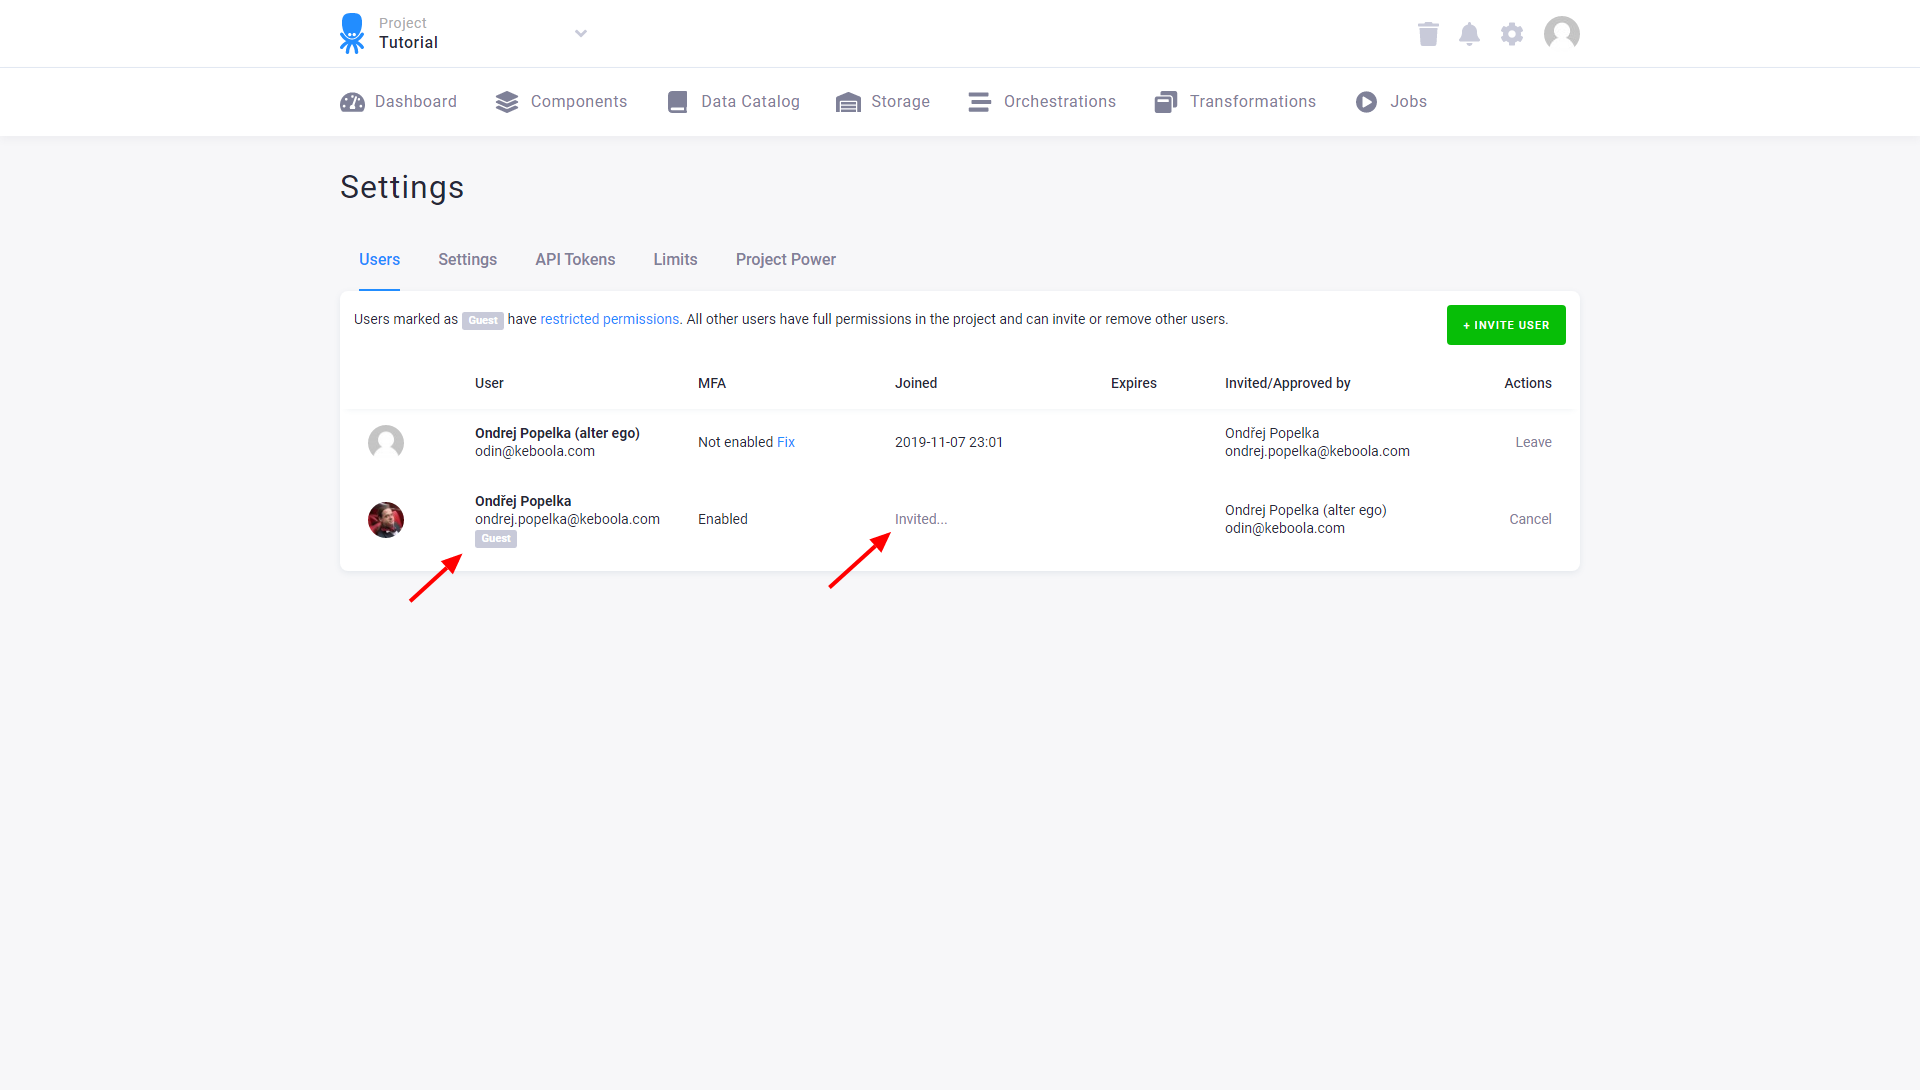 Project
Tutorial
Dashboard Components Data Catalog Storage Orchestrations Transformations Jobs
Settings
Users Settings API Tokens Limits Project Power
Users marked as Guest have restricted permissions. All other users have full permissions in the project and can invite or remove other users.
+ INVITE USER
User MFA Joined Expires Invited/Approved by Actions
Ondrej Popelka (alter ego)
odin@keboola.com
Not enabled Fix
2019-11-07 23:01
Ondřej Popelka
ondrej.popelka@keboola.com
Leave
Ondřej Popelka
ondrej.popelka@keboola.com
Guest
Enabled
Invited...
Ondrej Popelka (alter ego)
odin@keboola.com
Cancel